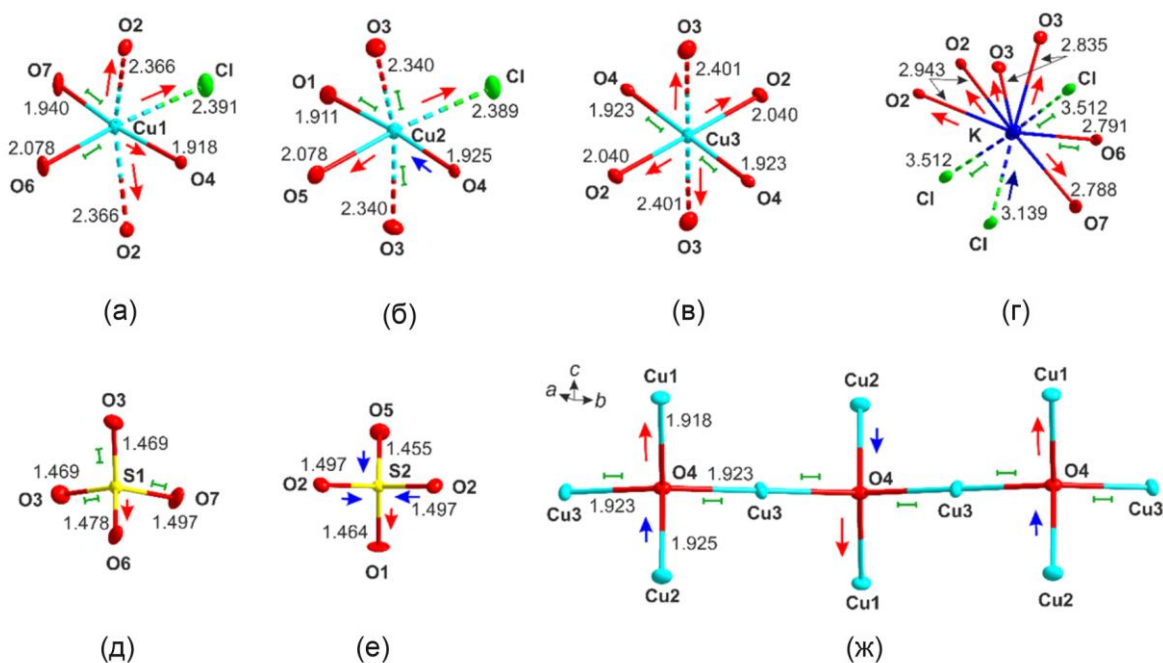 O2
2.366
O7
Cl
1.940
2.391
Cu1
2.078
1.918
O6
O4
2.366
O2
(а)
O3
2.340
O1
Cl
1.911
2.389
Cu2
2.078
1.925
O5
O4
2.340
O3
(б)
O3
2.401
O4
O2
1.923
2.040
Cu3
2.040
1.923
O2
O4
2.401
O3
(в)
O3
O2
O3
2.835
2.943
Cl
O2
3.512
K
2.791
O6
3.512
2.788
Cl
3.139
O7
Cl
(г)
O3
1.469
1.469
S1
O3
O7
1.478
1.497
O6
(д)
O5
1.455
1.497
S2
O2
O2
1.497
1.464
O1
(е)
c
a
b
Cu1
Cu2
Cu1
1.918
O4
1.923
O4
O4
Cu3
1.923
Cu3
Cu3
Cu3
1.925
Cu2
Cu1
Cu2
(ж)